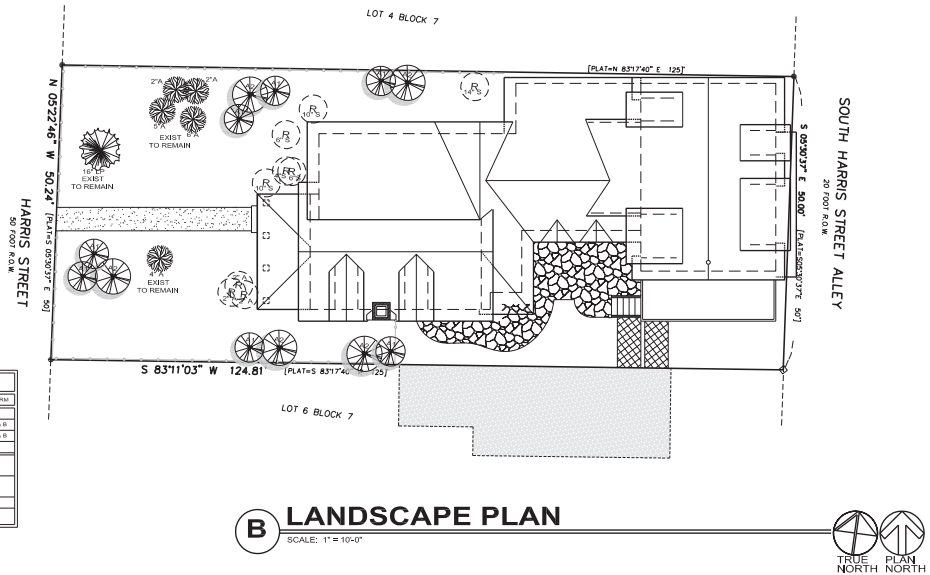 LOT 4 BLOCK 7
[PLAT=N 83°17'40" E 125]'
N 05°22'46" W 50.24'
[PLAT=S 05°30'37" E 50]'
HARRIS STREET
50 FOOT R.O.W.
2"A
2"A
5"A
6"A
EXIST
TO REMAIN
16" LP
EXIST
TO REMAIN
R
10" S
R
6" S
R
R
6" S
R
10" S
R
14" S
4" A
EXIST
TO REMAIN
SOUTH HARRIS STREET ALLEY
20 FOOT R.O.W.
S 05°30'37" E 50.00'
[PLAT=S05°30'37"E 50']
S 83°11'03" W 124.81'
[PLAT=S 83°17'40" 125]'
LOT 6 BLOCK 7
RM
& B
& B
B
LANDSCAPE PLAN
SCALE: 1" = 10'-0"
TRUE
NORTH
PLAN
NORTH